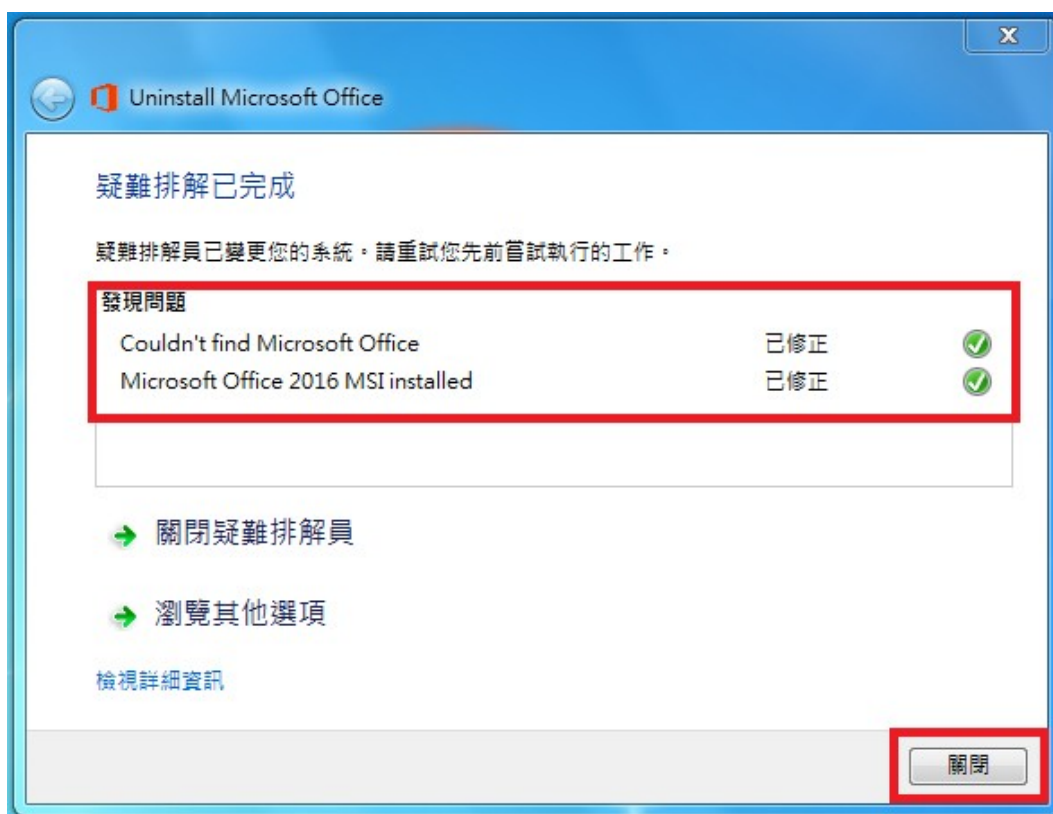 X
Uninstall Microsoft Office
疑難排解已完成
疑難排解員已變更您的系統。請重試您先前嘗試執行的工作。
發現問題
Couldn't find Microsoft Office 已修正
Microsoft Office 2016 MSI installed 已修正
關閉疑難排解員
瀏覽其他選項
檢視詳細資訊
關閉